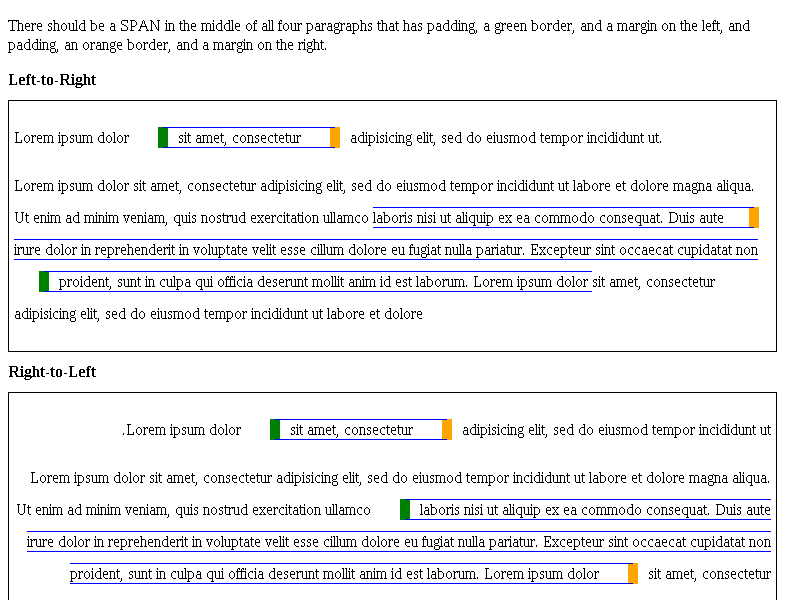 There should be a SPAN in the middle of all four paragraphs that has padding, a green border, and a margin on the left, and
padding, an orange border, and a margin on the right.
Left-to-Right
Lorem ipsum dolor sit amet, consectetur adipisicing elit, sed do eiusmod tempor incididunt ut.
Lorem ipsum dolor sit amet, consectetur adipisicing elit, sed do eiusmod tempor incididunt ut labore et dolore magna aliqua.
Ut enim ad minim veniam, quis nostrud exercitation ullamco laboris nisi ut aliquip ex ea commodo consequat. Duis aute
irure dolor in reprehenderit in voluptate velit esse cillum dolore eu fugiat nulla pariatur. Excepteur sint occaecat cupidatat non
proident, sunt in culpa qui officia deserunt mollit anim id est laborum. Lorem ipsum dolor sit amet, consectetur
adipisicing elit, sed do eiusmod tempor incididunt ut labore et dolore
Right-to-Left
.Lorem ipsum dolor sit amet, consectetur adipisicing elit, sed do eiusmod tempor incididunt ut
Lorem ipsum dolor sit amet, consectetur adipisicing elit, sed do eiusmod tempor incididunt ut labore et dolore magna aliqua.
Ut enim ad minim veniam, quis nostrud exercitation ullamco laboris nisi ut aliquip ex ea commodo consequat. Duis aute
irure dolor in reprehenderit in voluptate velit esse cillum dolore eu fugiat nulla pariatur. Excepteur sint occaecat cupidatat non
proident, sunt in culpa qui officia deserunt mollit anim id est laborum. Lorem ipsum dolor sit amet, consectetur